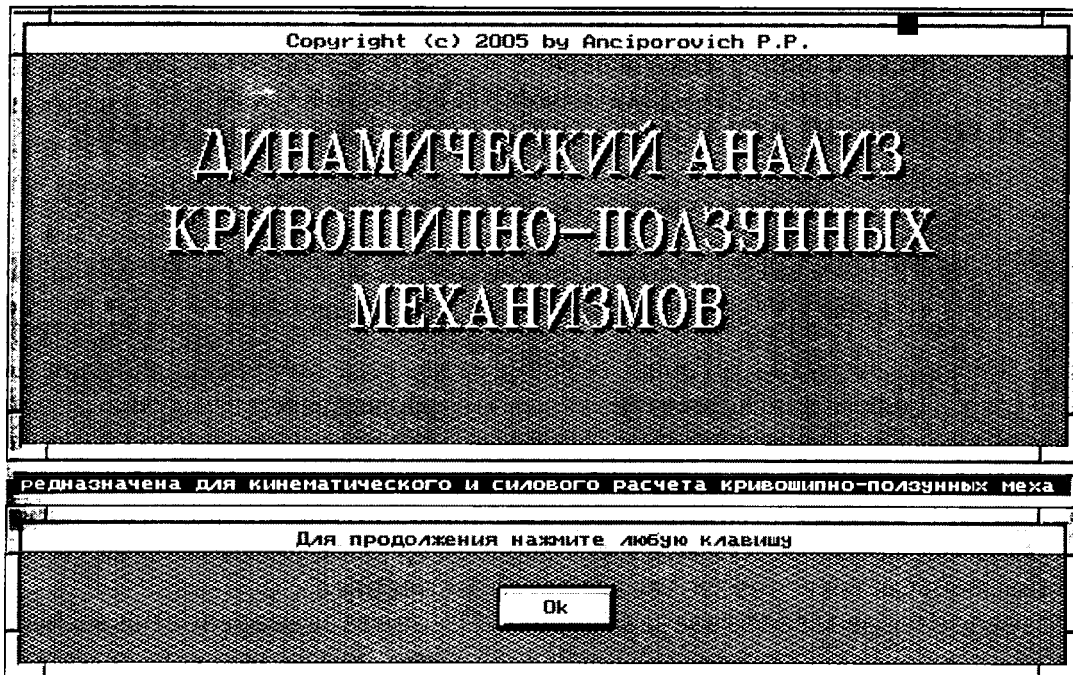 Copyright (c) 2005 by Anciporovich P.P.
ДИНАМИЧЕСКИЙ АНАЛИЗ
КРИВОШИПНО-ПОЛЗУННЫХ
МЕХАНИЗМОВ
редназначена для кинематического и силового расчета кривошипно-ползунных меха
Для продолжения нажмите любую клавишу
Ok